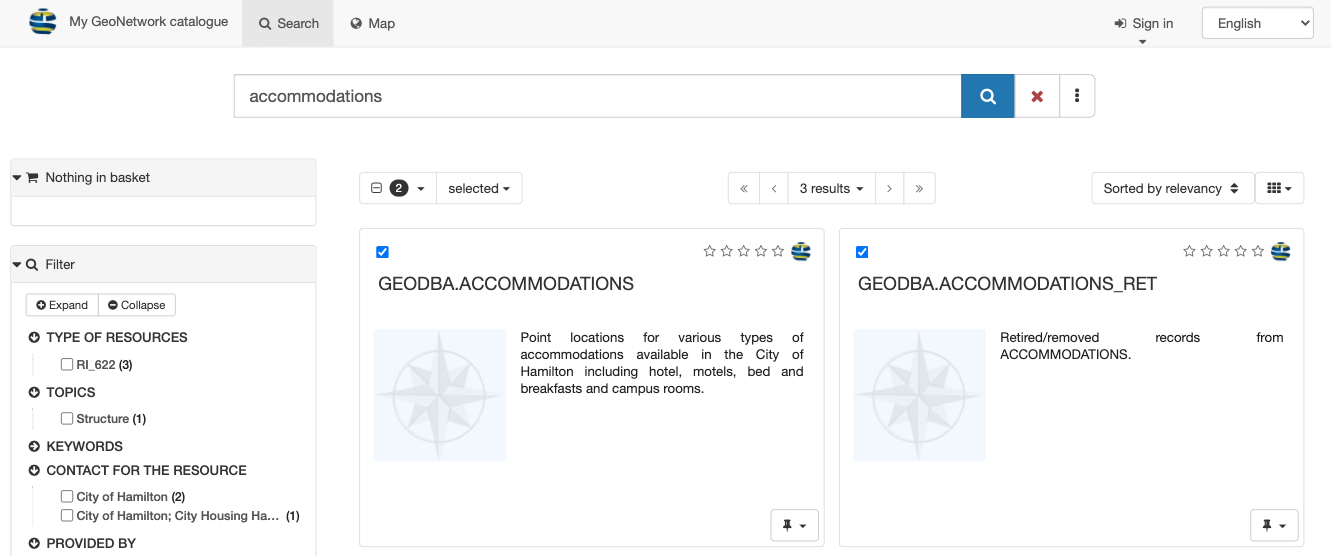 My GeoNetwork catalogue
Search
Map
Sign in
English
accommodations
Nothing in basket
2
selected
3 results
Sorted by relevancy
Filter
Expand
Collapse
TYPE OF RESOURCES
RI_622 (3)
TOPICS
Structure (1)
KEYWORDS
CONTACT FOR THE RESOURCE
City of Hamilton (2)
City of Hamilton; City Housing Ha... (1)
PROVIDED BY
GEODBA.ACCOMMODATIONS
Point locations for various types of
accommodations available in the City of
Hamilton including hotel, motels, bed and
breakfasts and campus rooms.
GEODBA.ACCOMMODATIONS_RET
Retired/removed records from
ACCOMMODATIONS.